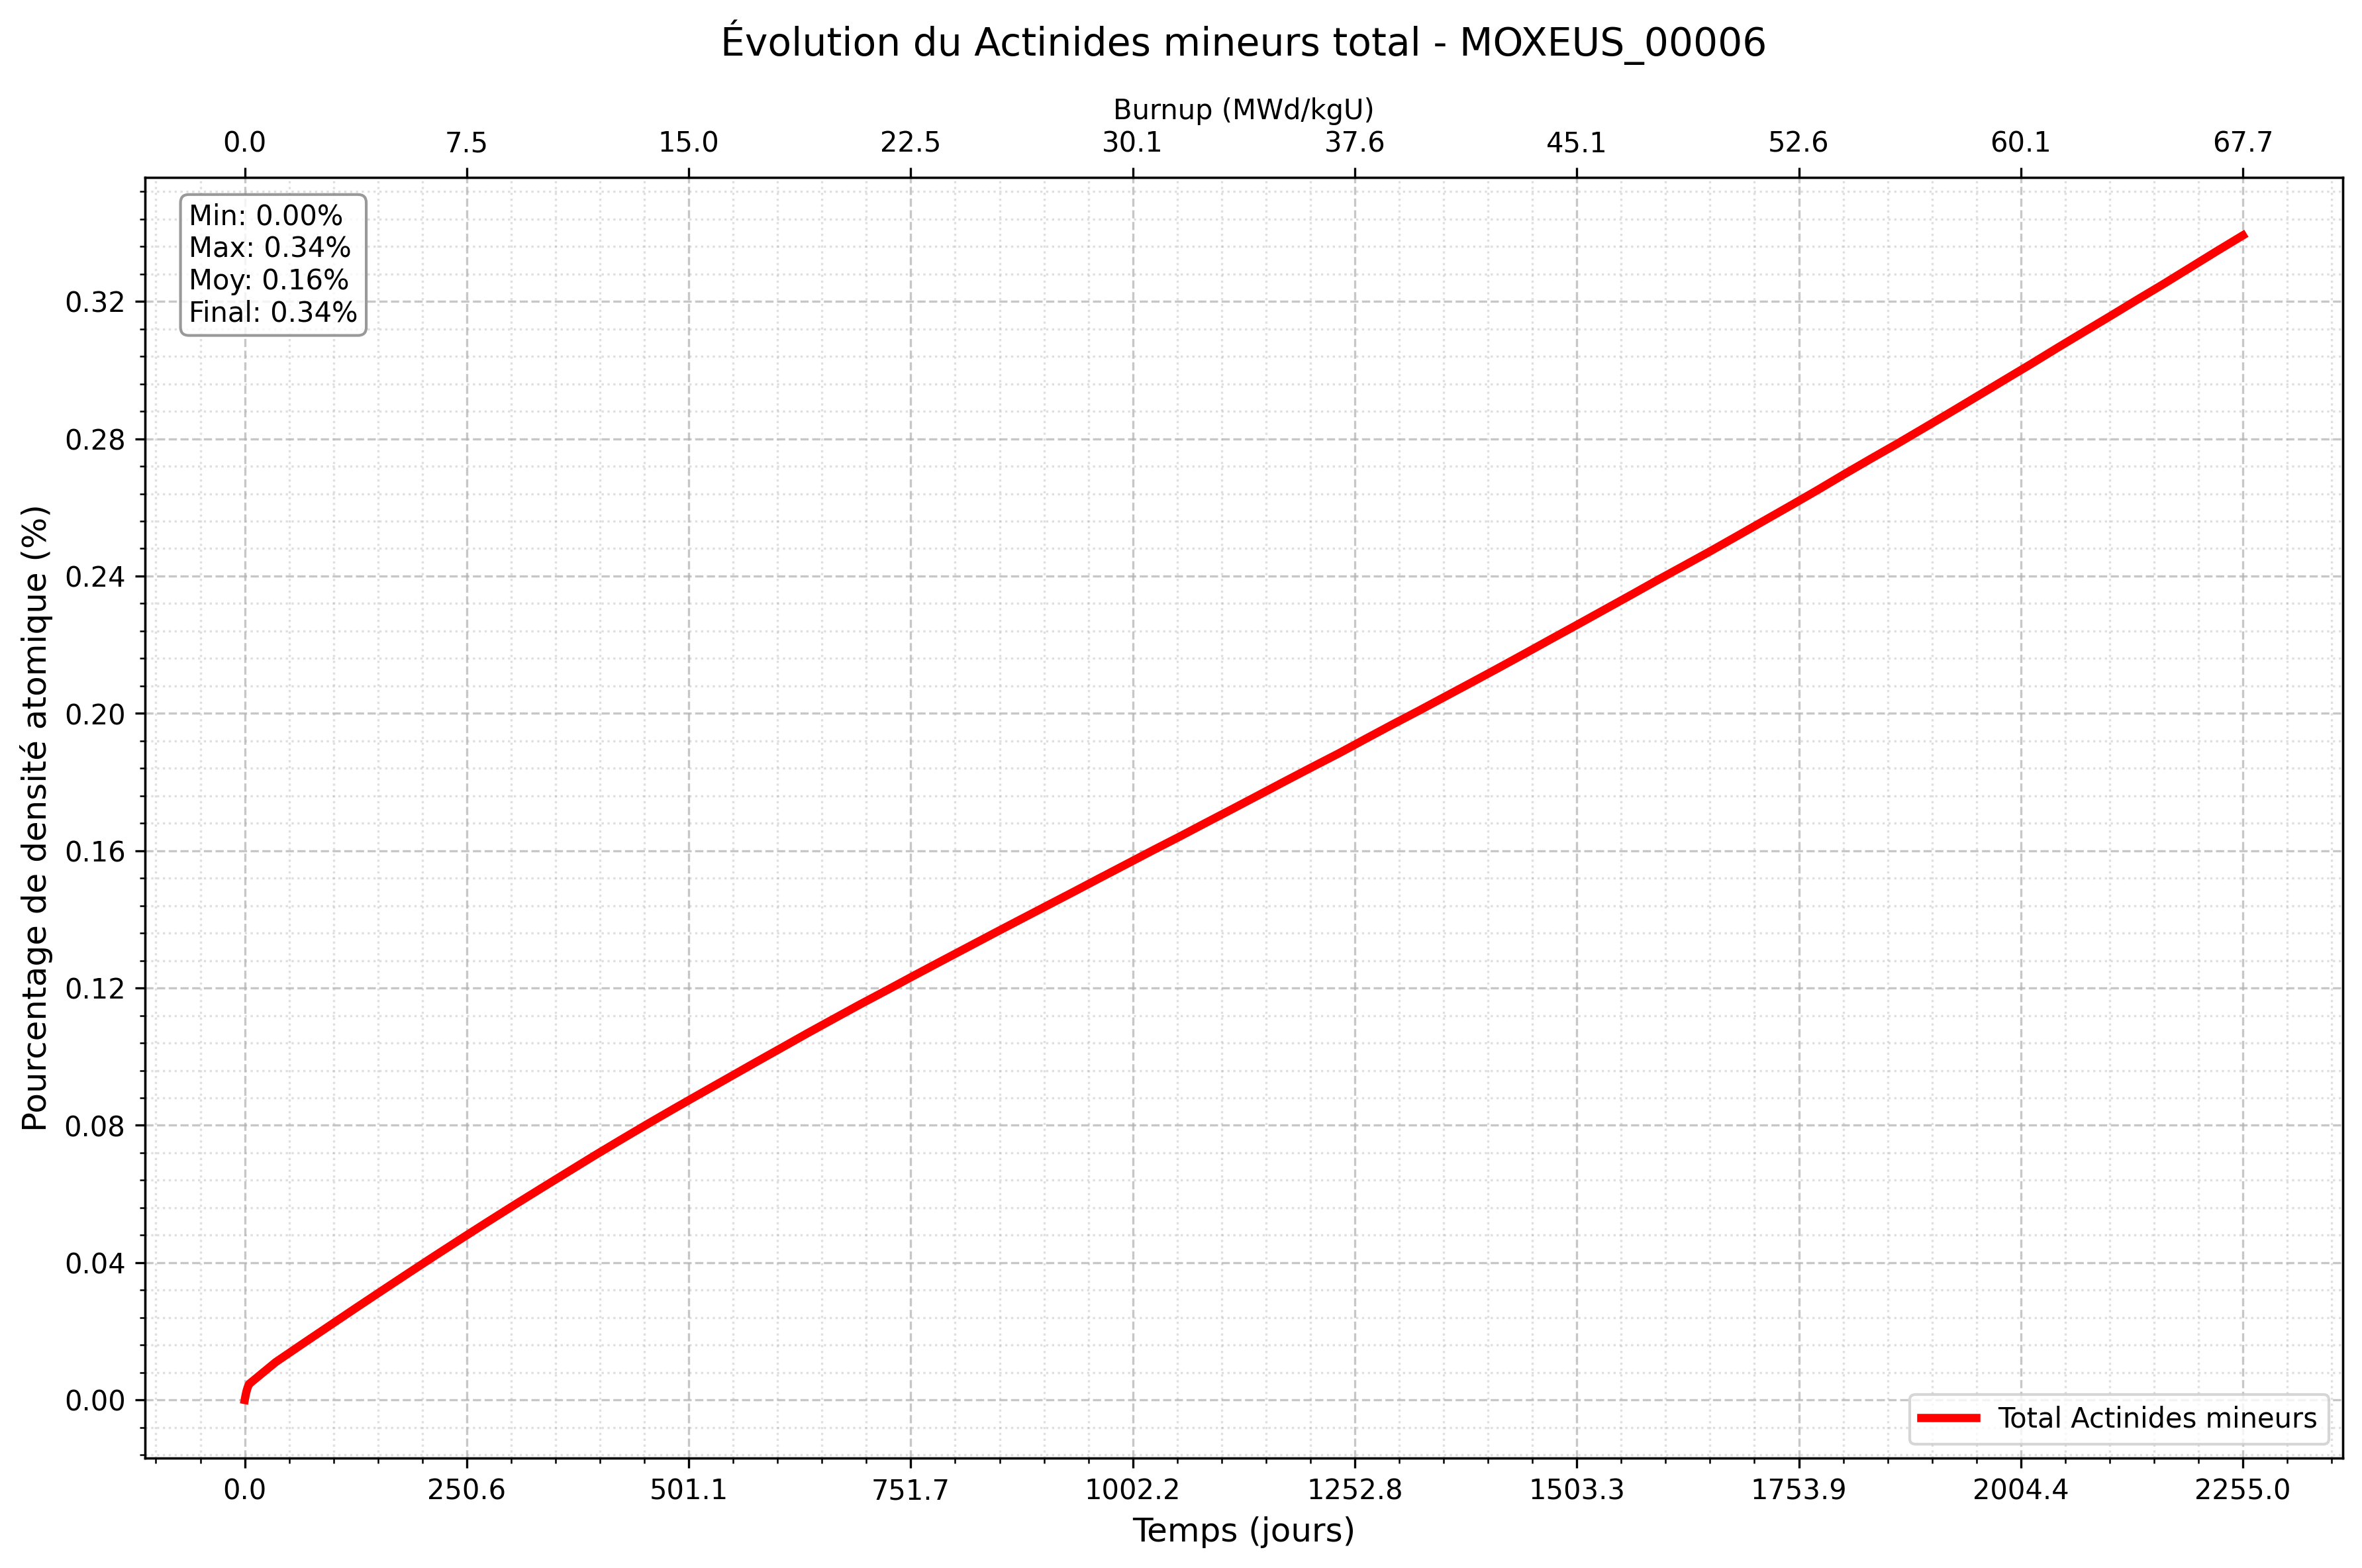 Évolution du Actinides mineurs total - MOXEUS_00006
Burnup (MWd/kgU)
0.0 7.5 15.0 22.5 30.1 37.6 45.1 52.6 60.1 67.7
Min: 0.00%
Max: 0.34%
Moy: 0.16%
Final: 0.34%
Pourcentage de densité atomique (%)
0.32
0.28
0.24
0.20
0.16
0.12
0.08
0.04
0.00
Total Actinides mineurs
0.0 250.6 501.1 751.7 1002.2 1252.8 1503.3 1753.9 2004.4 2255.0
Temps (jours)